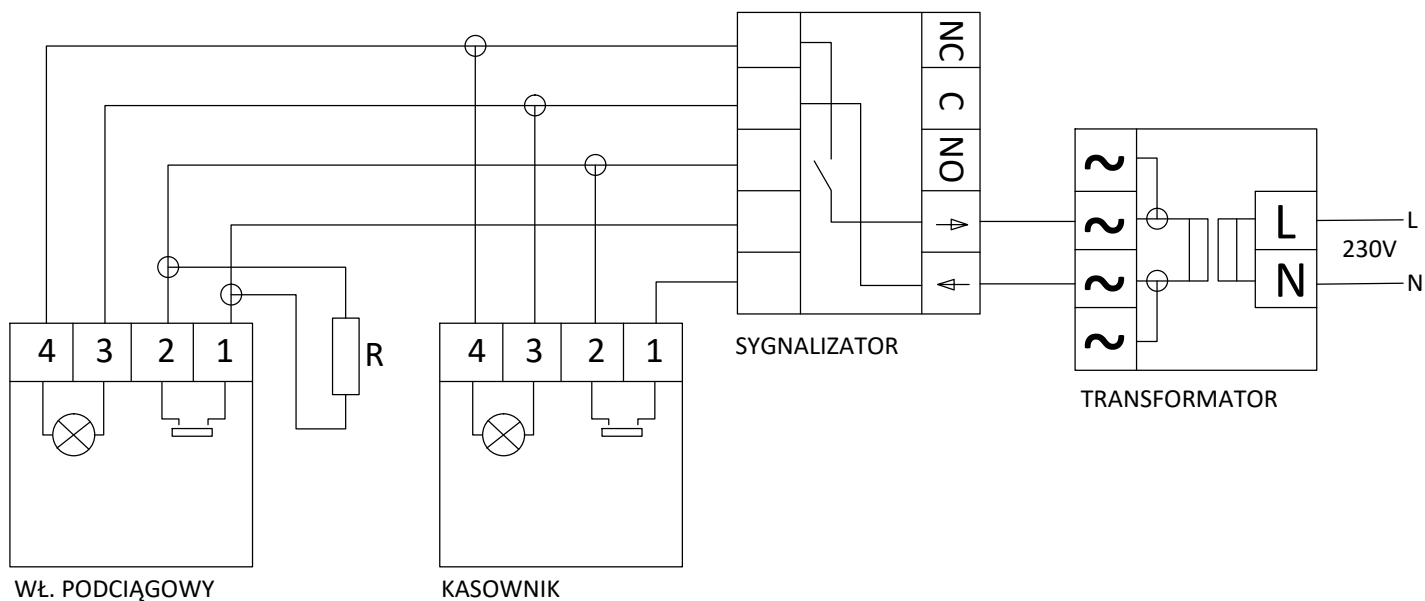 NC
C
NO
~
~
~
~
L
N
L
230V
N
SYGNALIZATOR
TRANSFORMATOR
4 3 2 1
R
4 3 2 1
WŁ. PODCIĄGOWY
KASOWNIK